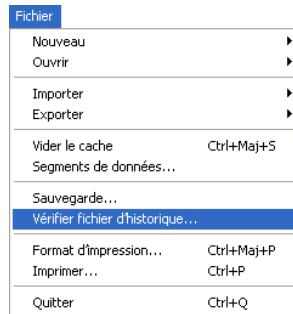 Fichier
Nouveau
Ouvrir
Importer
Exporter
Vider le cache Ctrl+Maj+S
Segments de données...
Sauvegarde...
Vérifier fichier d'historique...
Format d'impression... Ctrl+Maj+P
Imprimer... Ctrl+P
Quitter Ctrl+Q